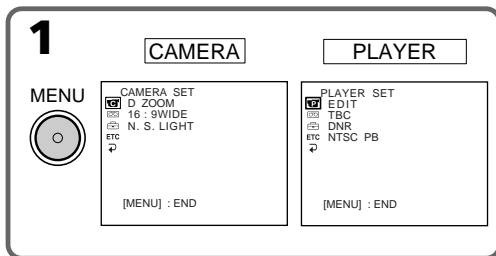 1
CAMERA
PLAYER
MENU
CAMERA SET
C D ZOOM
16 : 9WIDE
N. S. LIGHT
ETC
[MENU] : END
PLAYER SET
P EDIT
TBC
DNR
ETC NTSC PB
[MENU] : END